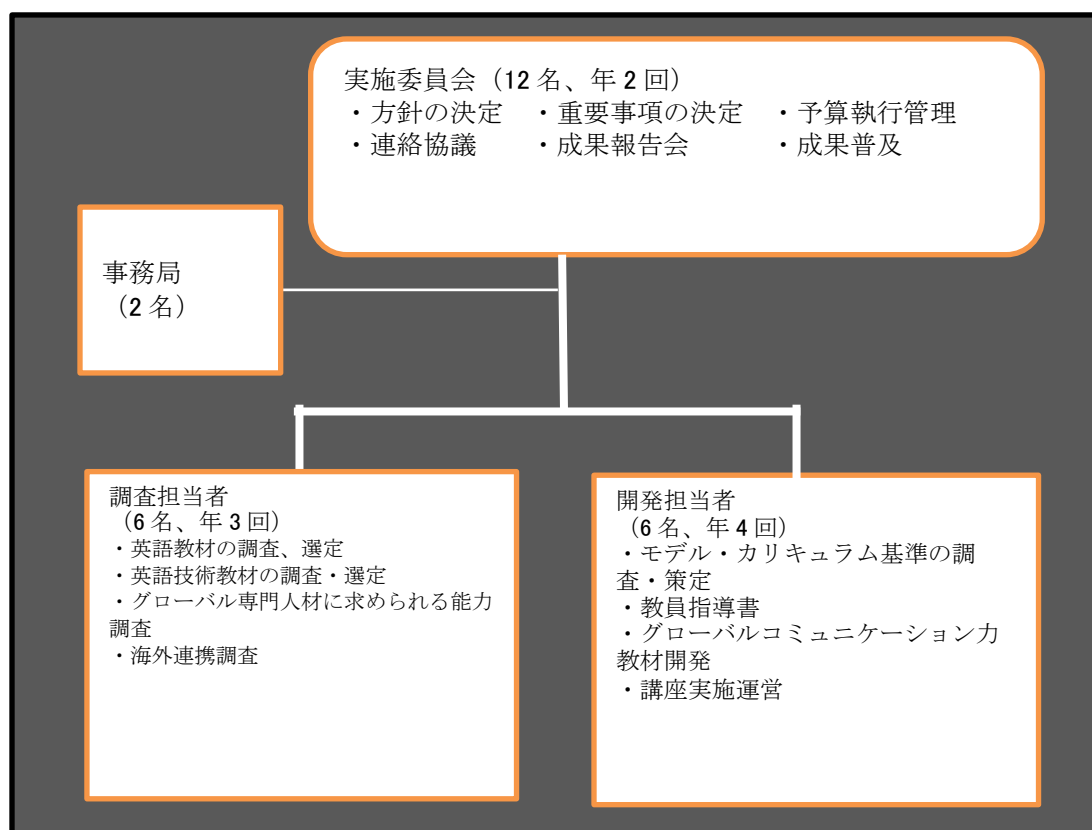 実施委員会（12 名、年 2 回）
・方針の決定　・重要事項の決定　・予算執行管理
・連絡協議　　・成果報告会　　　・成果普及
事務局
（2 名）
調査担当者
（6 名、年 3 回）
・英語教材の調査、選定
・英語技術教材の調査・選定
・グローバル専門人材に求められる能力
調査
・海外連携調査
開発担当者
（6 名、年 4 回）
・モデル・カリキュラム基準の調
査・策定
・教員指導書
・グローバルコミュニケーション力
教材開発
・講座実施運営